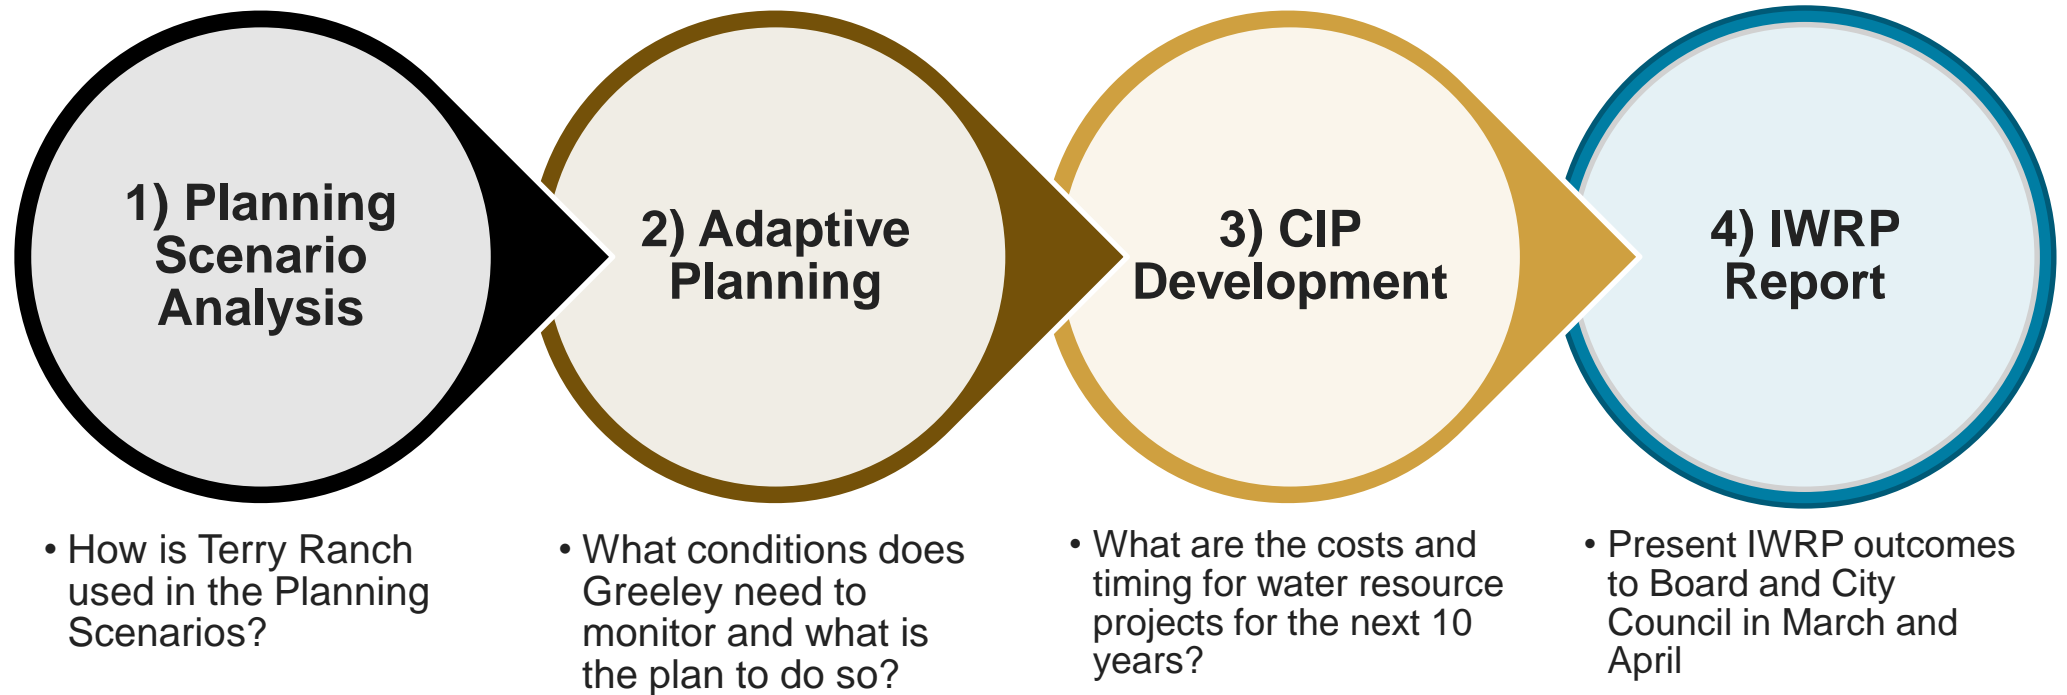 1) Planning
Scenario
Analysis
2) Adaptive
Planning
3) CIP
Development
4) IWRP
Report
• How is Terry Ranch
used in the Planning
Scenarios?
• What conditions does
Greeley need to
monitor and what is
the plan to do so?
• What are the costs and
timing for water resource
projects for the next 10
years?
• Present IWRP outcomes
to Board and City
Council in March and
April